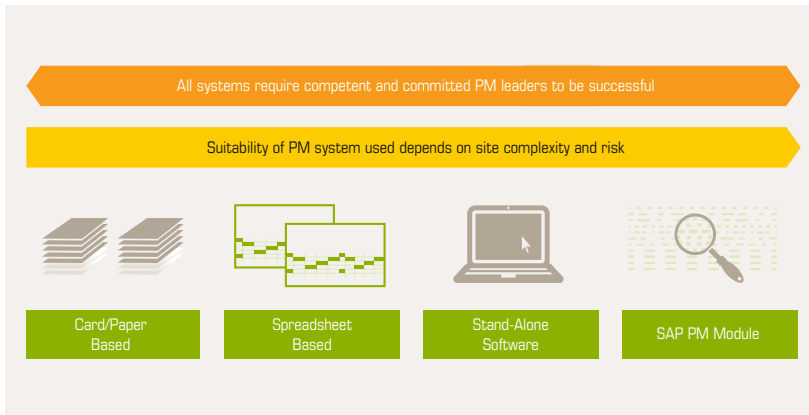 All systems require competent and committed PM leaders to be successful
Suitability of PM system used depends on site complexity and risk
Card/Paper
Based
Spreadsheet
Based
Stand-Alone
Software
SAP PM Module